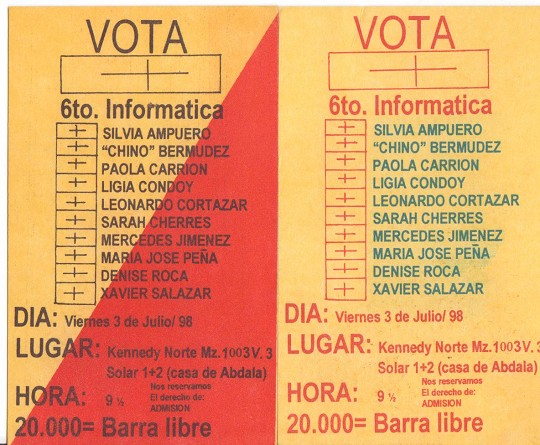 VOTA
6to. Informatica
SILVIA AMPUERO
“CHINO” BERMUDEZ
PAOLA CARRION
LIGIA CONDOY
LEONARDO CORTAZAR
SARAH CHERRES
MERCEDES JIMENEZ
MARIA JOSE PEÑA
DENISE ROCA
XAVIER SALAZAR
DIA: Viernes 3 de Julio/ 98
LUGAR: Kennedy Norte Mz.1003V. 3
Solar 1+2 (casa de Abdala)
HORA: 9 ½
Nos reservamos
El derecho de:
ADMISION
20.000= Barra libre
VOTA
6to. Informatica
SILVIA AMPUERO
“CHINO” BERMUDEZ
PAOLA CARRION
LIGIA CONDOY
LEONARDO CORTAZAR
SARAH CHERRES
MERCEDES JIMENEZ
MARIA JOSE PEÑA
DENISE ROCA
XAVIER SALAZAR
DIA: Viernes 3 de Julio/ 98
LUGAR: Kennedy Norte Mz.1003V. 3
Solar 1+2 (casa de Abdala)
HORA: 9 ½
Nos reservamos
El derecho de:
ADMISION
20.000= Barra libre